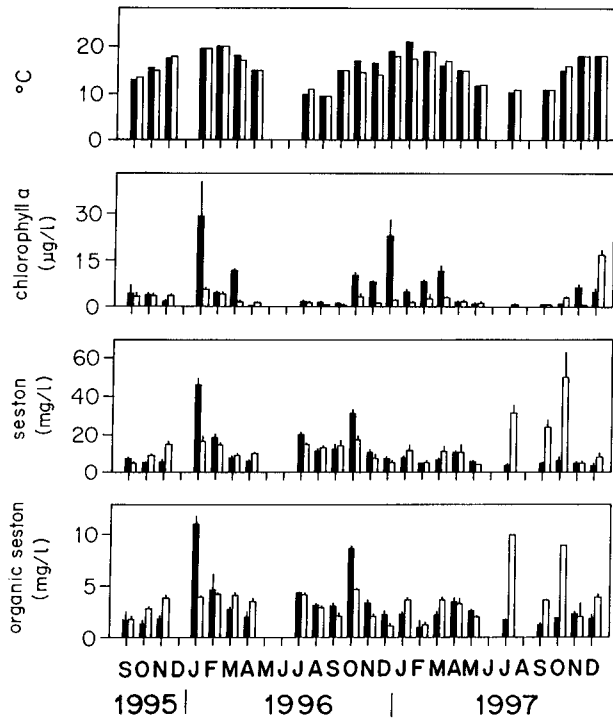 °C
20
10
0
chlorophyll a
(µg/l)
30
15
0
seston
(mg/l)
60
40
20
0
organic seston
(mg/l)
10
5
0
S O N D J F M A M J J A S O N D J F M A M J J A S O N D
1995 1996 1997